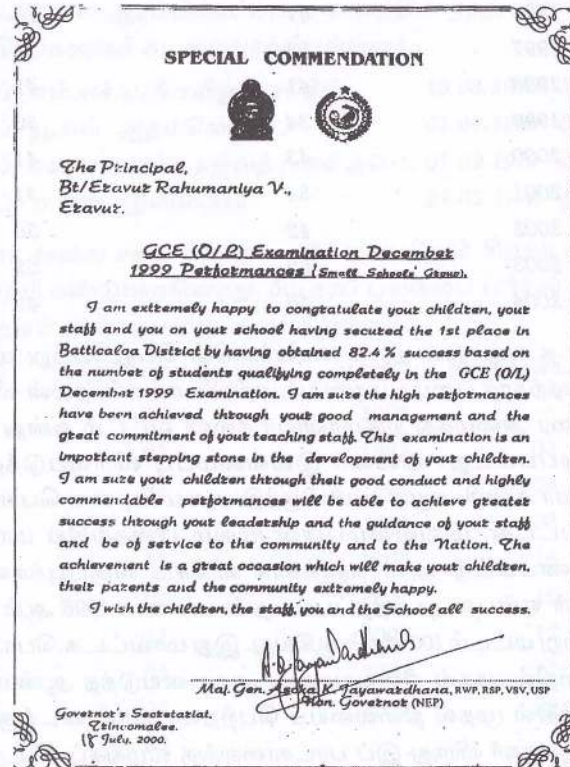 SPECIAL COMMENDATION
The Principal,
Bt/Eravur Rahumaniya V.,
Eravur.
GCE (O/L) Examination December
1999 Performances (Small Schools' Group).
I am extremely happy to congratulate your children, your
staff and you on your school having secured the 1st place in
Batticaloa District by having obtained 82.4 % success based on
the number of students qualifying completely in the GCE (O/L)
December 1999 Examination. I am sure the high performances
have been achieved through your good management and the
great commitment of your teaching staff. This examination is an
important stepping stone in the development of your children.
I am sure your children through their good conduct and highly
commendable performances will be able to achieve greater
success through your leadership and the guidance of your staff
and be of service to the community and to the Nation. The
achievement is a great occasion which will make your children,
their parents and the community extremely happy.
I wish the children, the staff, you and the School all success.
Maj. Gen. Asoka K. Jayawardhana, RWP, RSP, VSV, USP
Hon. Governor (NEP)
Governor's Secretariat,
Trincomalee.
July, 2000.